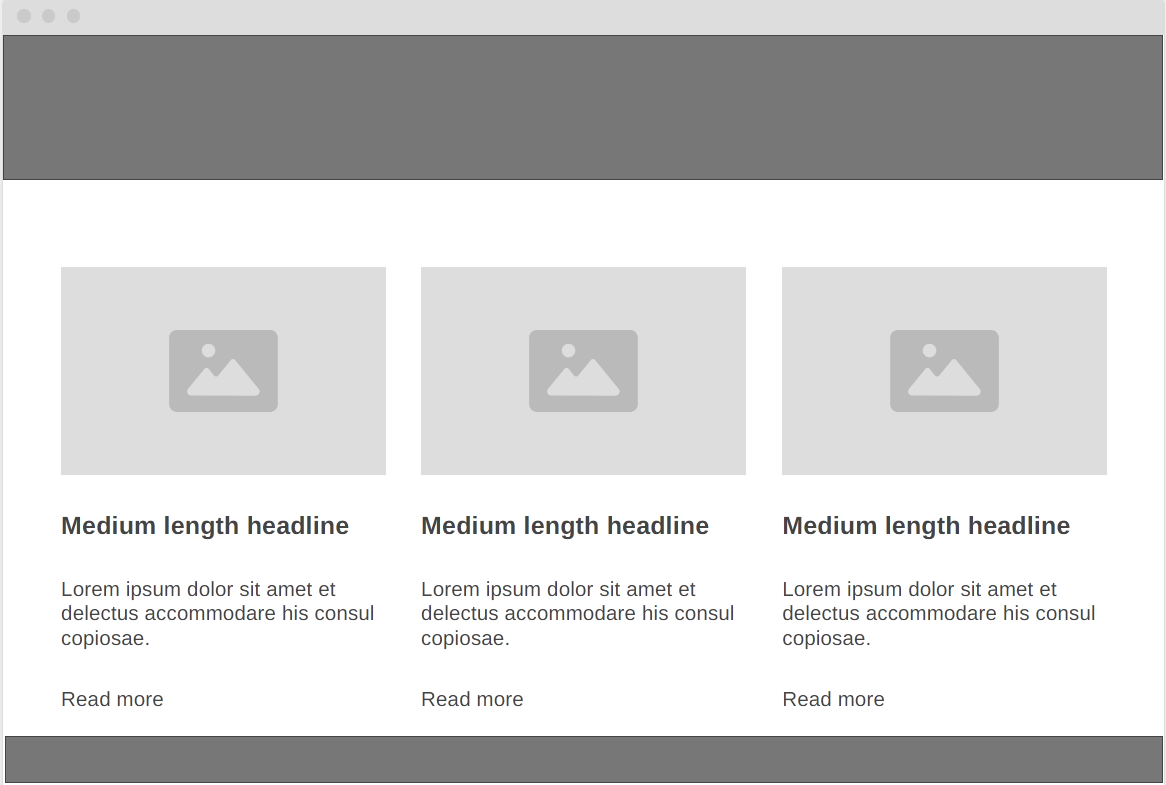 Medium length headline
Lorem ipsum dolor sit amet et
delectus accommodare his consul
copiosae.
Read more
Medium length headline
Lorem ipsum dolor sit amet et
delectus accommodare his consul
copiosae.
Read more
Medium length headline
Lorem ipsum dolor sit amet et
delectus accommodare his consul
copiosae.
Read more